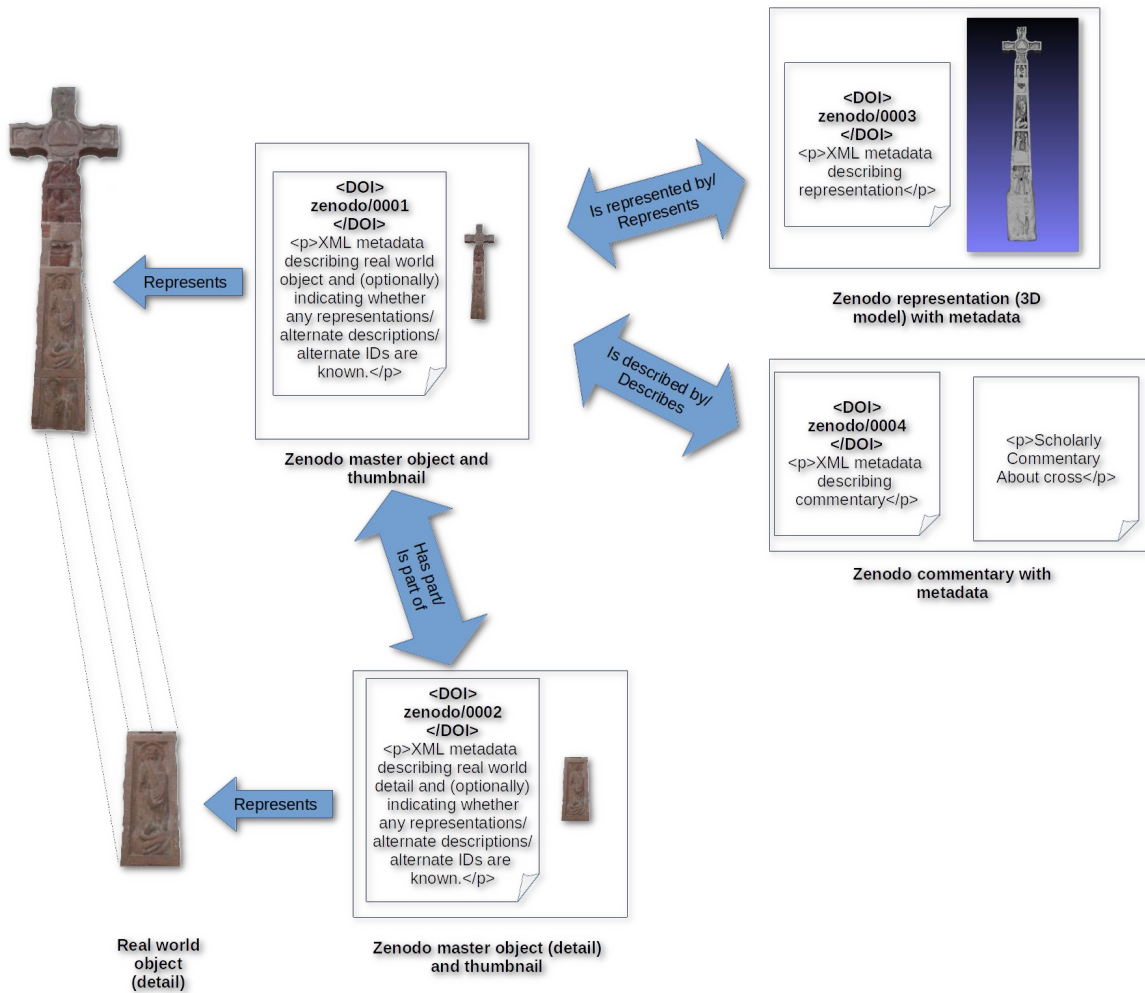 <DOI>
zenodo/0003
</DOI>
<p>XML metadata
describing
representation</p>
Zenodo representation (3D
model) with metadata
Is represented by/
Represents
<DOI>
zenodo/0001
</DOI>
<p>XML metadata
describing real world
object and (optionally)
indicating whether
any representations/
alternate descriptions/
alternate IDs are
known.</p>
Represents
Zenodo master object and
thumbnail
Is described by/
Describes
<DOI>
zenodo/0004
</DOI>
<p>XML metadata
describing
commentary</p>
<p>Scholarly
Commentary
About cross</p>
Zenodo commentary with
metadata
Has part/
Is part of
<DOI>
zenodo/0002
</DOI>
<p>XML metadata
describing real world
detail and (optionally)
indicating whether
any representations/
alternate descriptions/
alternate IDs are
known.</p>
Represents
Real world
object
(detail)
Zenodo master object (detail)
and thumbnail